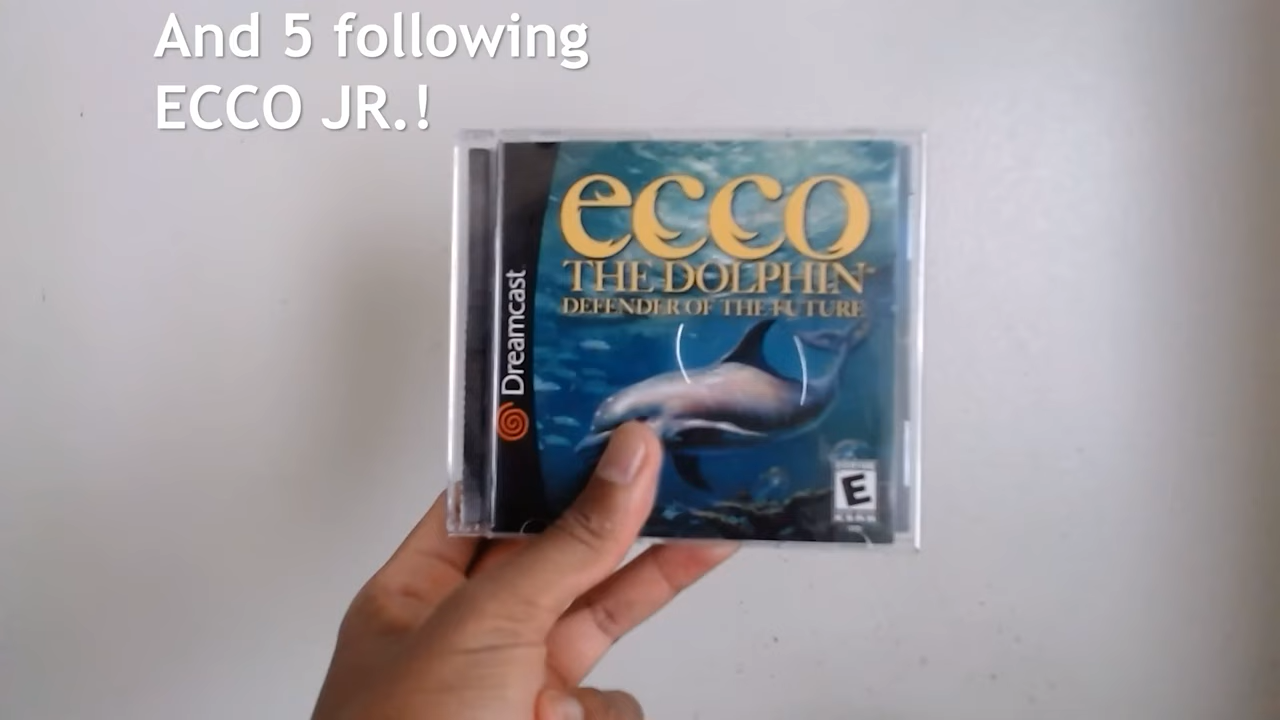 And 5 following
ECCO JR.!
ecco
THE DOLPHIN
DEFENDER OF THE FUTURE
Dreamcast
E